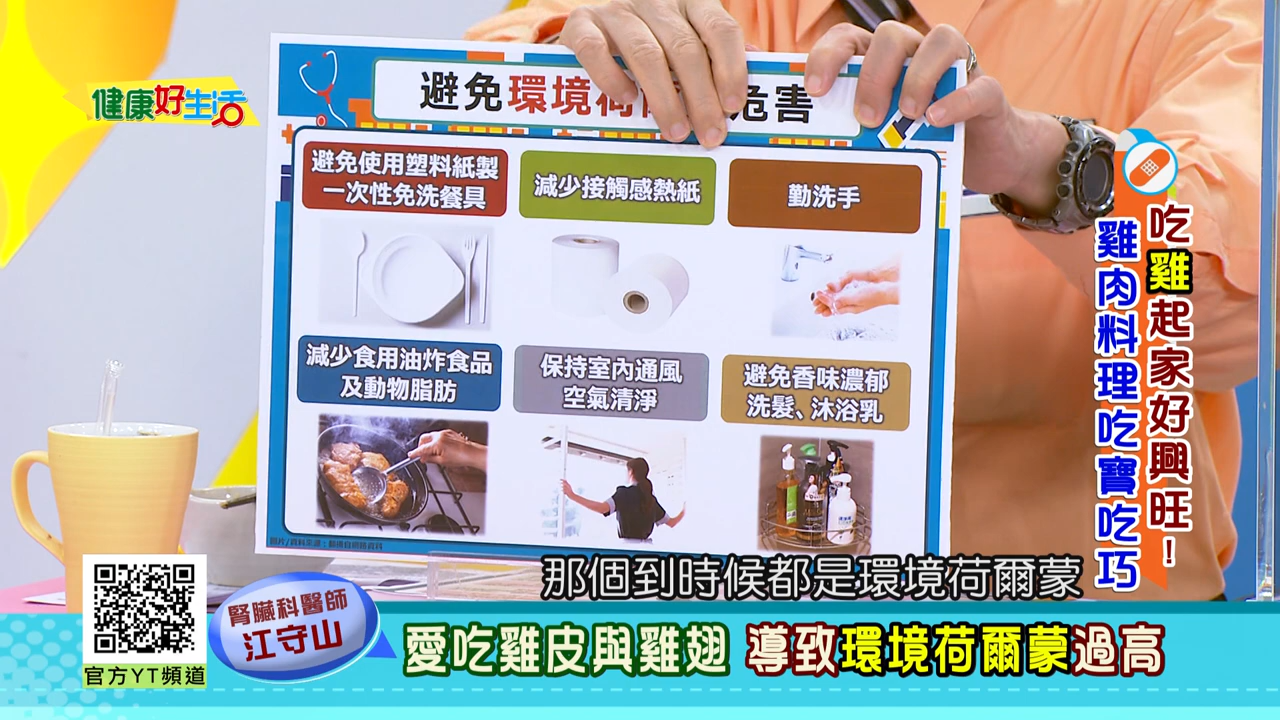 健康好生活
避免環境荷 危害
避免使用塑料紙製
一次性免洗餐具
減少接觸感熱紙
勤洗手
減少食用油炸食品
及動物脂肪
保持室內通風
空氣清淨
避免香味濃郁
洗髮、沐浴乳
吃雞起家好興旺！
雞肉料理吃寶吃巧
那個到時候都是環境荷爾蒙
腎臟科醫師
江守山
愛吃雞皮與雞翅 導致環境荷爾蒙過高
官方YT頻道